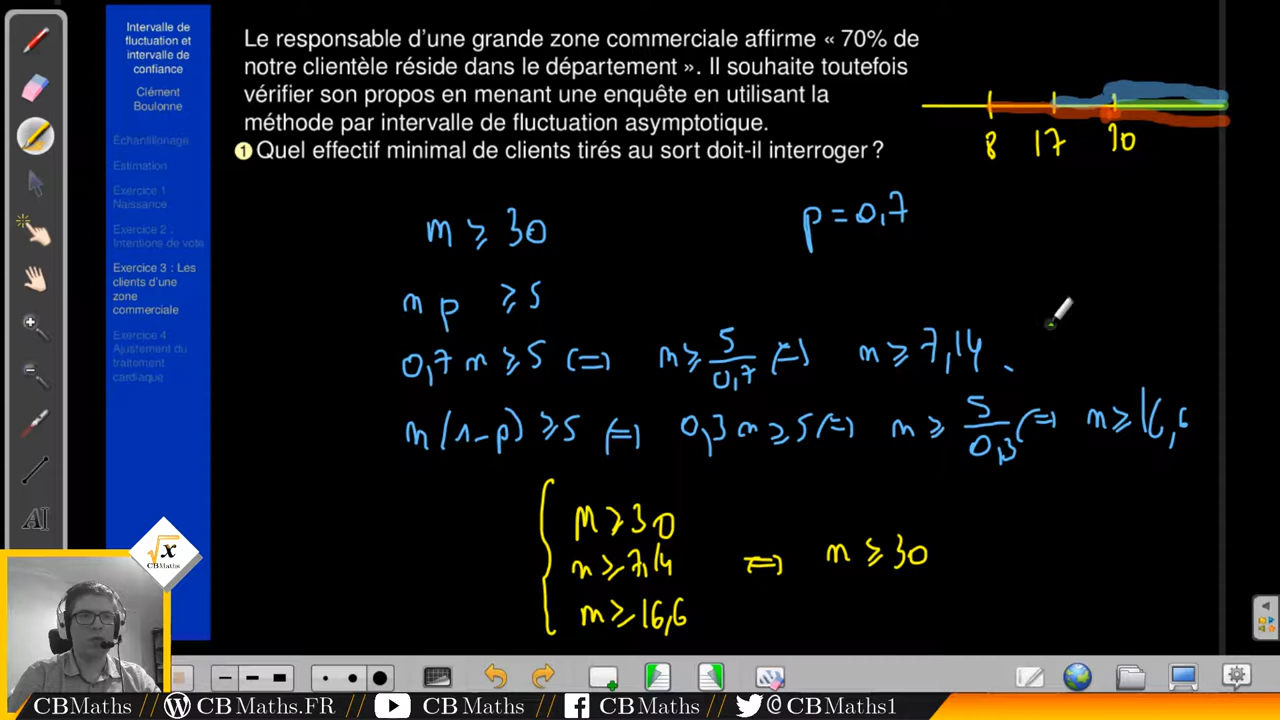 Intervalle de
fluctuation et
intervalle de
confiance
Clément
Boulonne
Echantillonage
Estimation
Exercice 1
Naissance
Exercice 2 :
Intentions de vote
Exercice 3 : Les
clients d'une
zone
commerciale
Exercice 4
Ajustement du
traitement
cardiaque
Le responsable d'une grande zone commerciale affirme « 70% de
notre clientèle réside dans le département ». Il souhaite toutefois
vérifier son propos en menant une enquête en utilisant la
méthode par intervalle de fluctuation asymptotique.
1 Quel effectif minimal de clients tirés au sort doit-il interroger ?
8 17 30
n ⩾ 30 p = 0,7
n p ⩾ 5
0,7 n ⩾ 5 ⟺ n ⩾ 5/0,7 ⟺ n ⩾ 7,14
n(1-p) ⩾ 5 ⟺ 0,3 n ⩾ 5 ⟺ n ⩾ 5/0,3 ⟺ n ⩾ 16,6
n ⩾ 30
n ⩾ 7,14 ⟺ n ⩾ 30
n ⩾ 16,6
AI
√x
CBMaths
CBMaths CBMaths.FR CBMaths CBMaths @CBMaths1